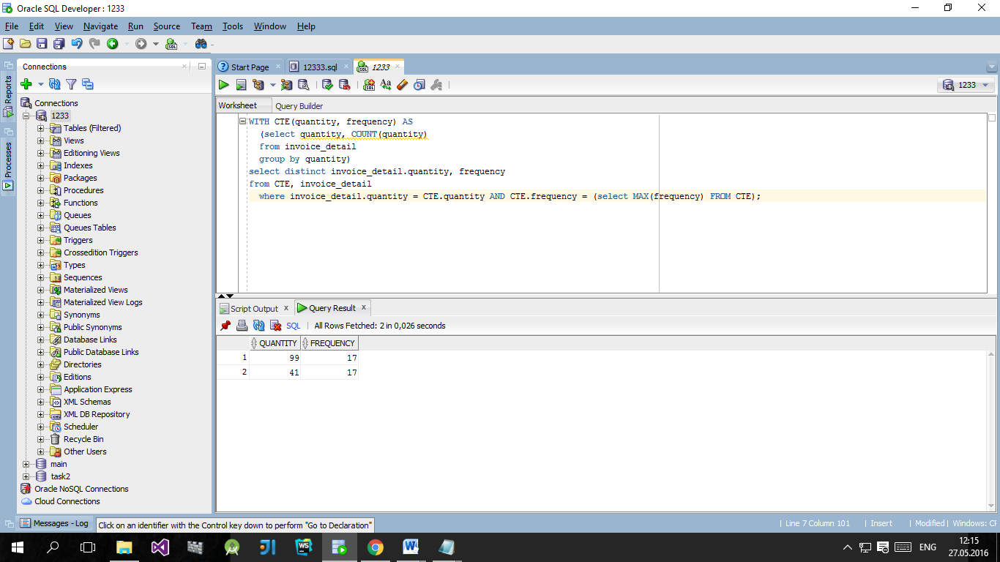 Oracle SQL Developer : 1233
File Edit View Navigate Run Source Team Tools Window Help
Reports
Processes
Connections
Connections
1233
Tables (Filtered)
Views
Editioning Views
Indexes
Packages
Procedures
Functions
Queues
Queues Tables
Triggers
Crossedition Triggers
Types
Sequences
Materialized Views
Materialized View Logs
Synonyms
Public Synonyms
Database Links
Public Database Links
Directories
Editions
Application Express
XML Schemas
XML DB Repository
Scheduler
Recycle Bin
Other Users
main
task2
Oracle NoSQL Connections
Cloud Connections
Start Page 12333.sql 1233
1233
Worksheet Query Builder
WITH CTE(quantity, frequency) AS
(select quantity, COUNT(quantity)
from invoice_detail
group by quantity)
select distinct invoice_detail.quantity, frequency
from CTE, invoice_detail
where invoice_detail.quantity = CTE.quantity AND CTE.frequency = (select MAX(frequency) FROM CTE);
Script Output x Query Result x
SQL | All Rows Fetched: 2 in 0,026 seconds
QUANTITY FREQUENCY
1 99 17
2 41 17
Messages - Log
Click on an identifier with the Control key down to perform "Go to Declaration"
| Line 7 Column 101 | Insert | Modified | Windows: CF
ENG
12:15
27.05.2016